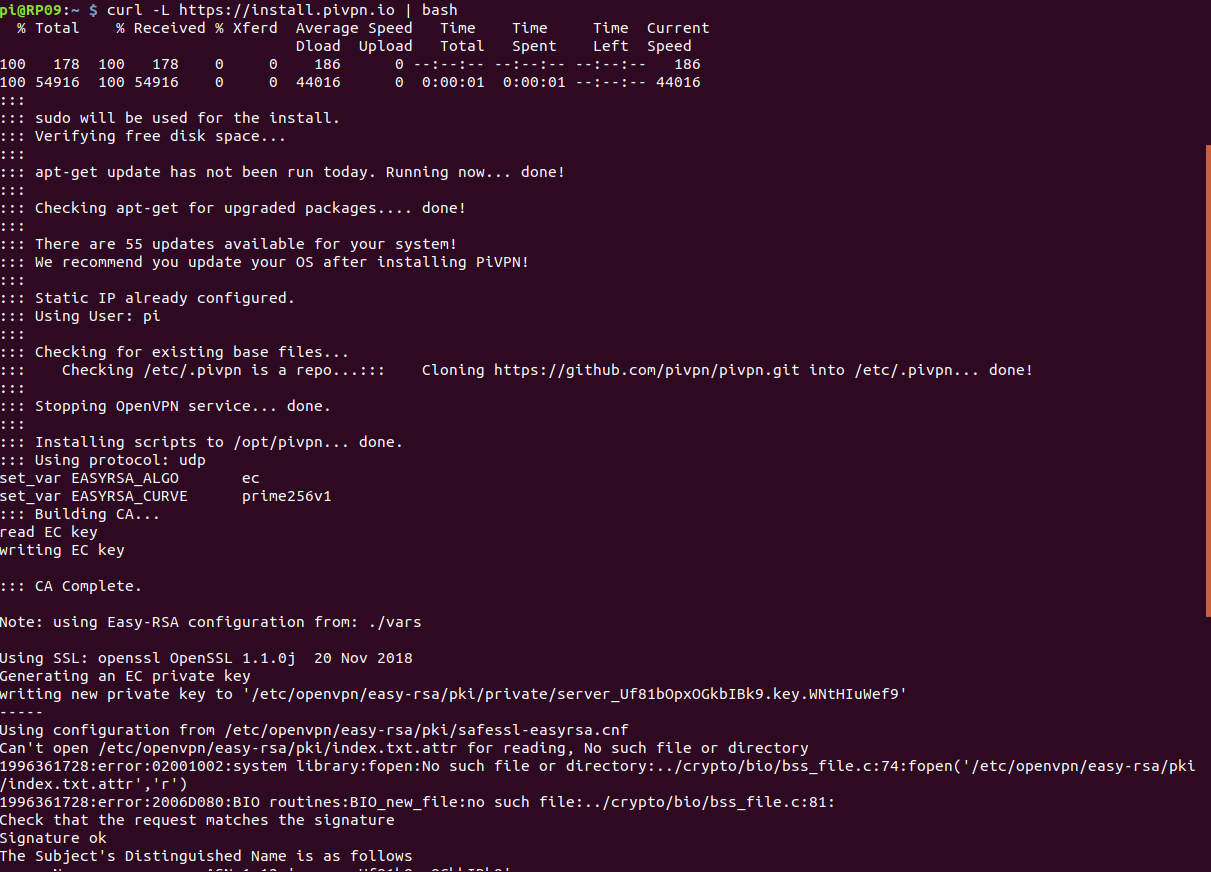 pi@RP09:~ $ curl -L https://install.pivpn.io | bash
  % Total    % Received % Xferd  Average Speed   Time    Time     Time  Current
                                 Dload  Upload   Total   Spent    Left  Speed
100   178  100   178    0     0    186      0 --:--:-- --:--:-- --:--:--   186
100 54916  100 54916    0     0  44016      0  0:00:01  0:00:01 --:--:-- 44016
:::
::: sudo will be used for the install.
::: Verifying free disk space...
:::
::: apt-get update has not been run today. Running now... done!
:::
::: Checking apt-get for upgraded packages.... done!
:::
::: There are 55 updates available for your system!
::: We recommend you update your OS after installing PiVPN!
:::
::: Static IP already configured.
::: Using User: pi
:::
::: Checking for existing base files...
:::    Checking /etc/.pivpn is a repo...:::    Cloning https://github.com/pivpn/pivpn.git into /etc/.pivpn... done!
:::
::: Stopping OpenVPN service... done.
:::
::: Installing scripts to /opt/pivpn... done.
::: Using protocol: udp
set_var EASYRSA_ALGO       ec
set_var EASYRSA_CURVE      prime256v1
::: Building CA...
read EC key
writing EC key

::: CA Complete.

Note: using Easy-RSA configuration from: ./vars

Using SSL: openssl OpenSSL 1.1.0j  20 Nov 2018
Generating an EC private key
writing new private key to '/etc/openvpn/easy-rsa/pki/private/server_Uf81bOpxOGkbIBk9.key.WNtHIuWef9'
-----
Using configuration from /etc/openvpn/easy-rsa/pki/safessl-easyrsa.cnf
Can't open /etc/openvpn/easy-rsa/pki/index.txt.attr for reading, No such file or directory
1996361728:error:02001002:system library:fopen:No such file or directory:../crypto/bio/bss_file.c:74:fopen('/etc/openvpn/easy-rsa/pki
/index.txt.attr','r')
1996361728:error:2006D080:BIO routines:BIO_new_file:no such file:../crypto/bio/bss_file.c:81:
Check that the request matches the signature
Signature ok
The Subject's Distinguished Name is as follows